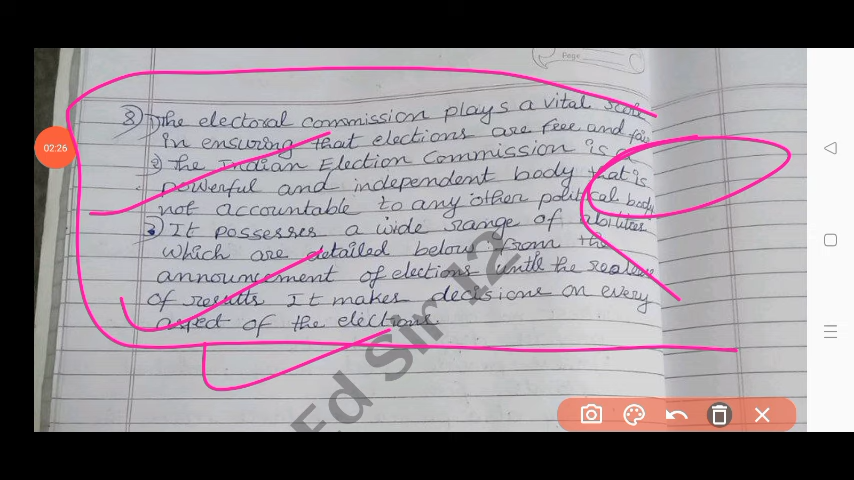 Page
8) 1) The electoral commission plays a vital
in ensuring that elections are free and fair
2) The Indian Election Commission is a
powerful and independent body that is
not accountable to any other political body
3) It possesses a wide range of abilities
which are detailed below from the
announcement of elections until the
of results It makes decisions on every
aspect of the elections
02:26
Ed Sir 12